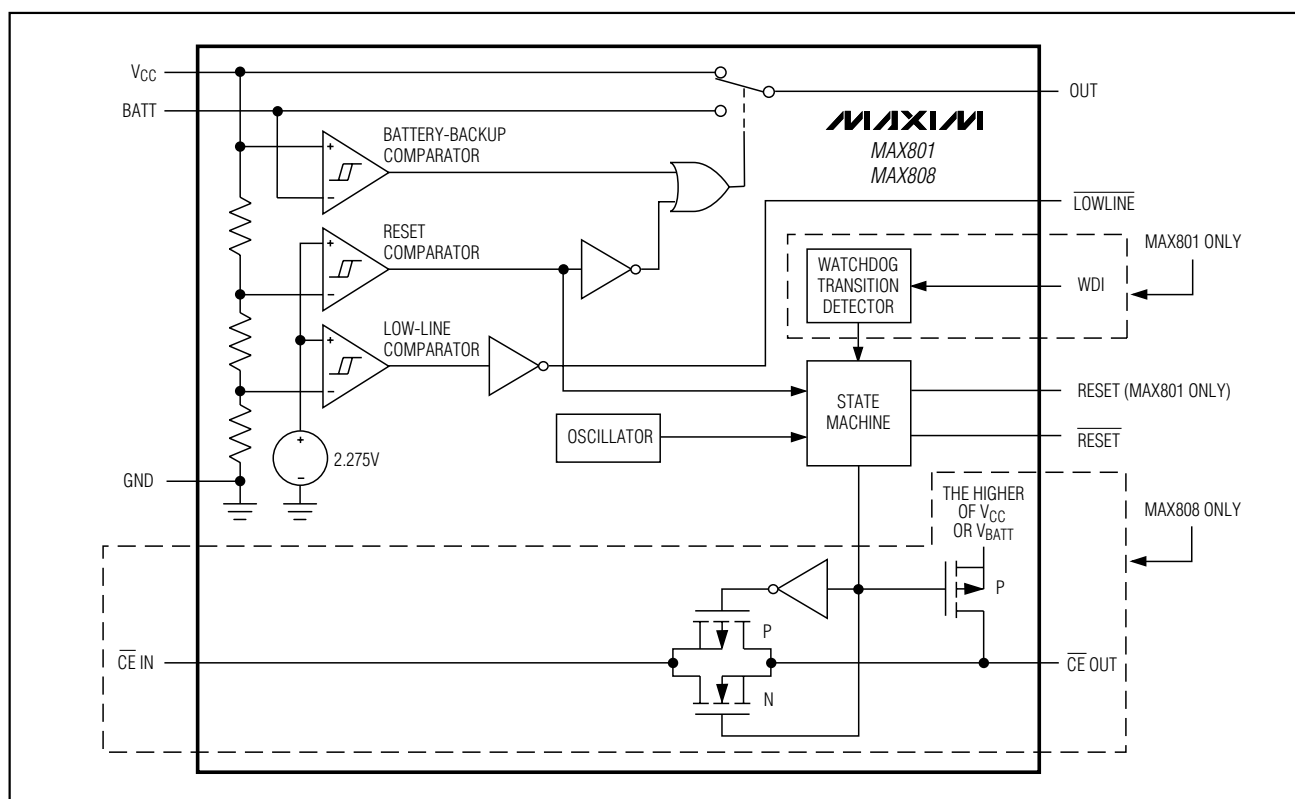 VCC
BATT
OUT
+
−
BATTERY-BACKUP
COMPARATOR
MAXIM
MAX801
MAX808
LOWLINE
RESET
COMPARATOR
+
−
MAX801 ONLY
WATCHDOG
TRANSITION
DETECTOR
WDI
LOW-LINE
COMPARATOR
+
−
STATE
MACHINE
RESET (MAX801 ONLY)
OSCILLATOR
RESET
+
−
2.275V
GND
THE HIGHER
OF VCC
OR VBATT
MAX808 ONLY
P
P
CE IN
CE OUT
N